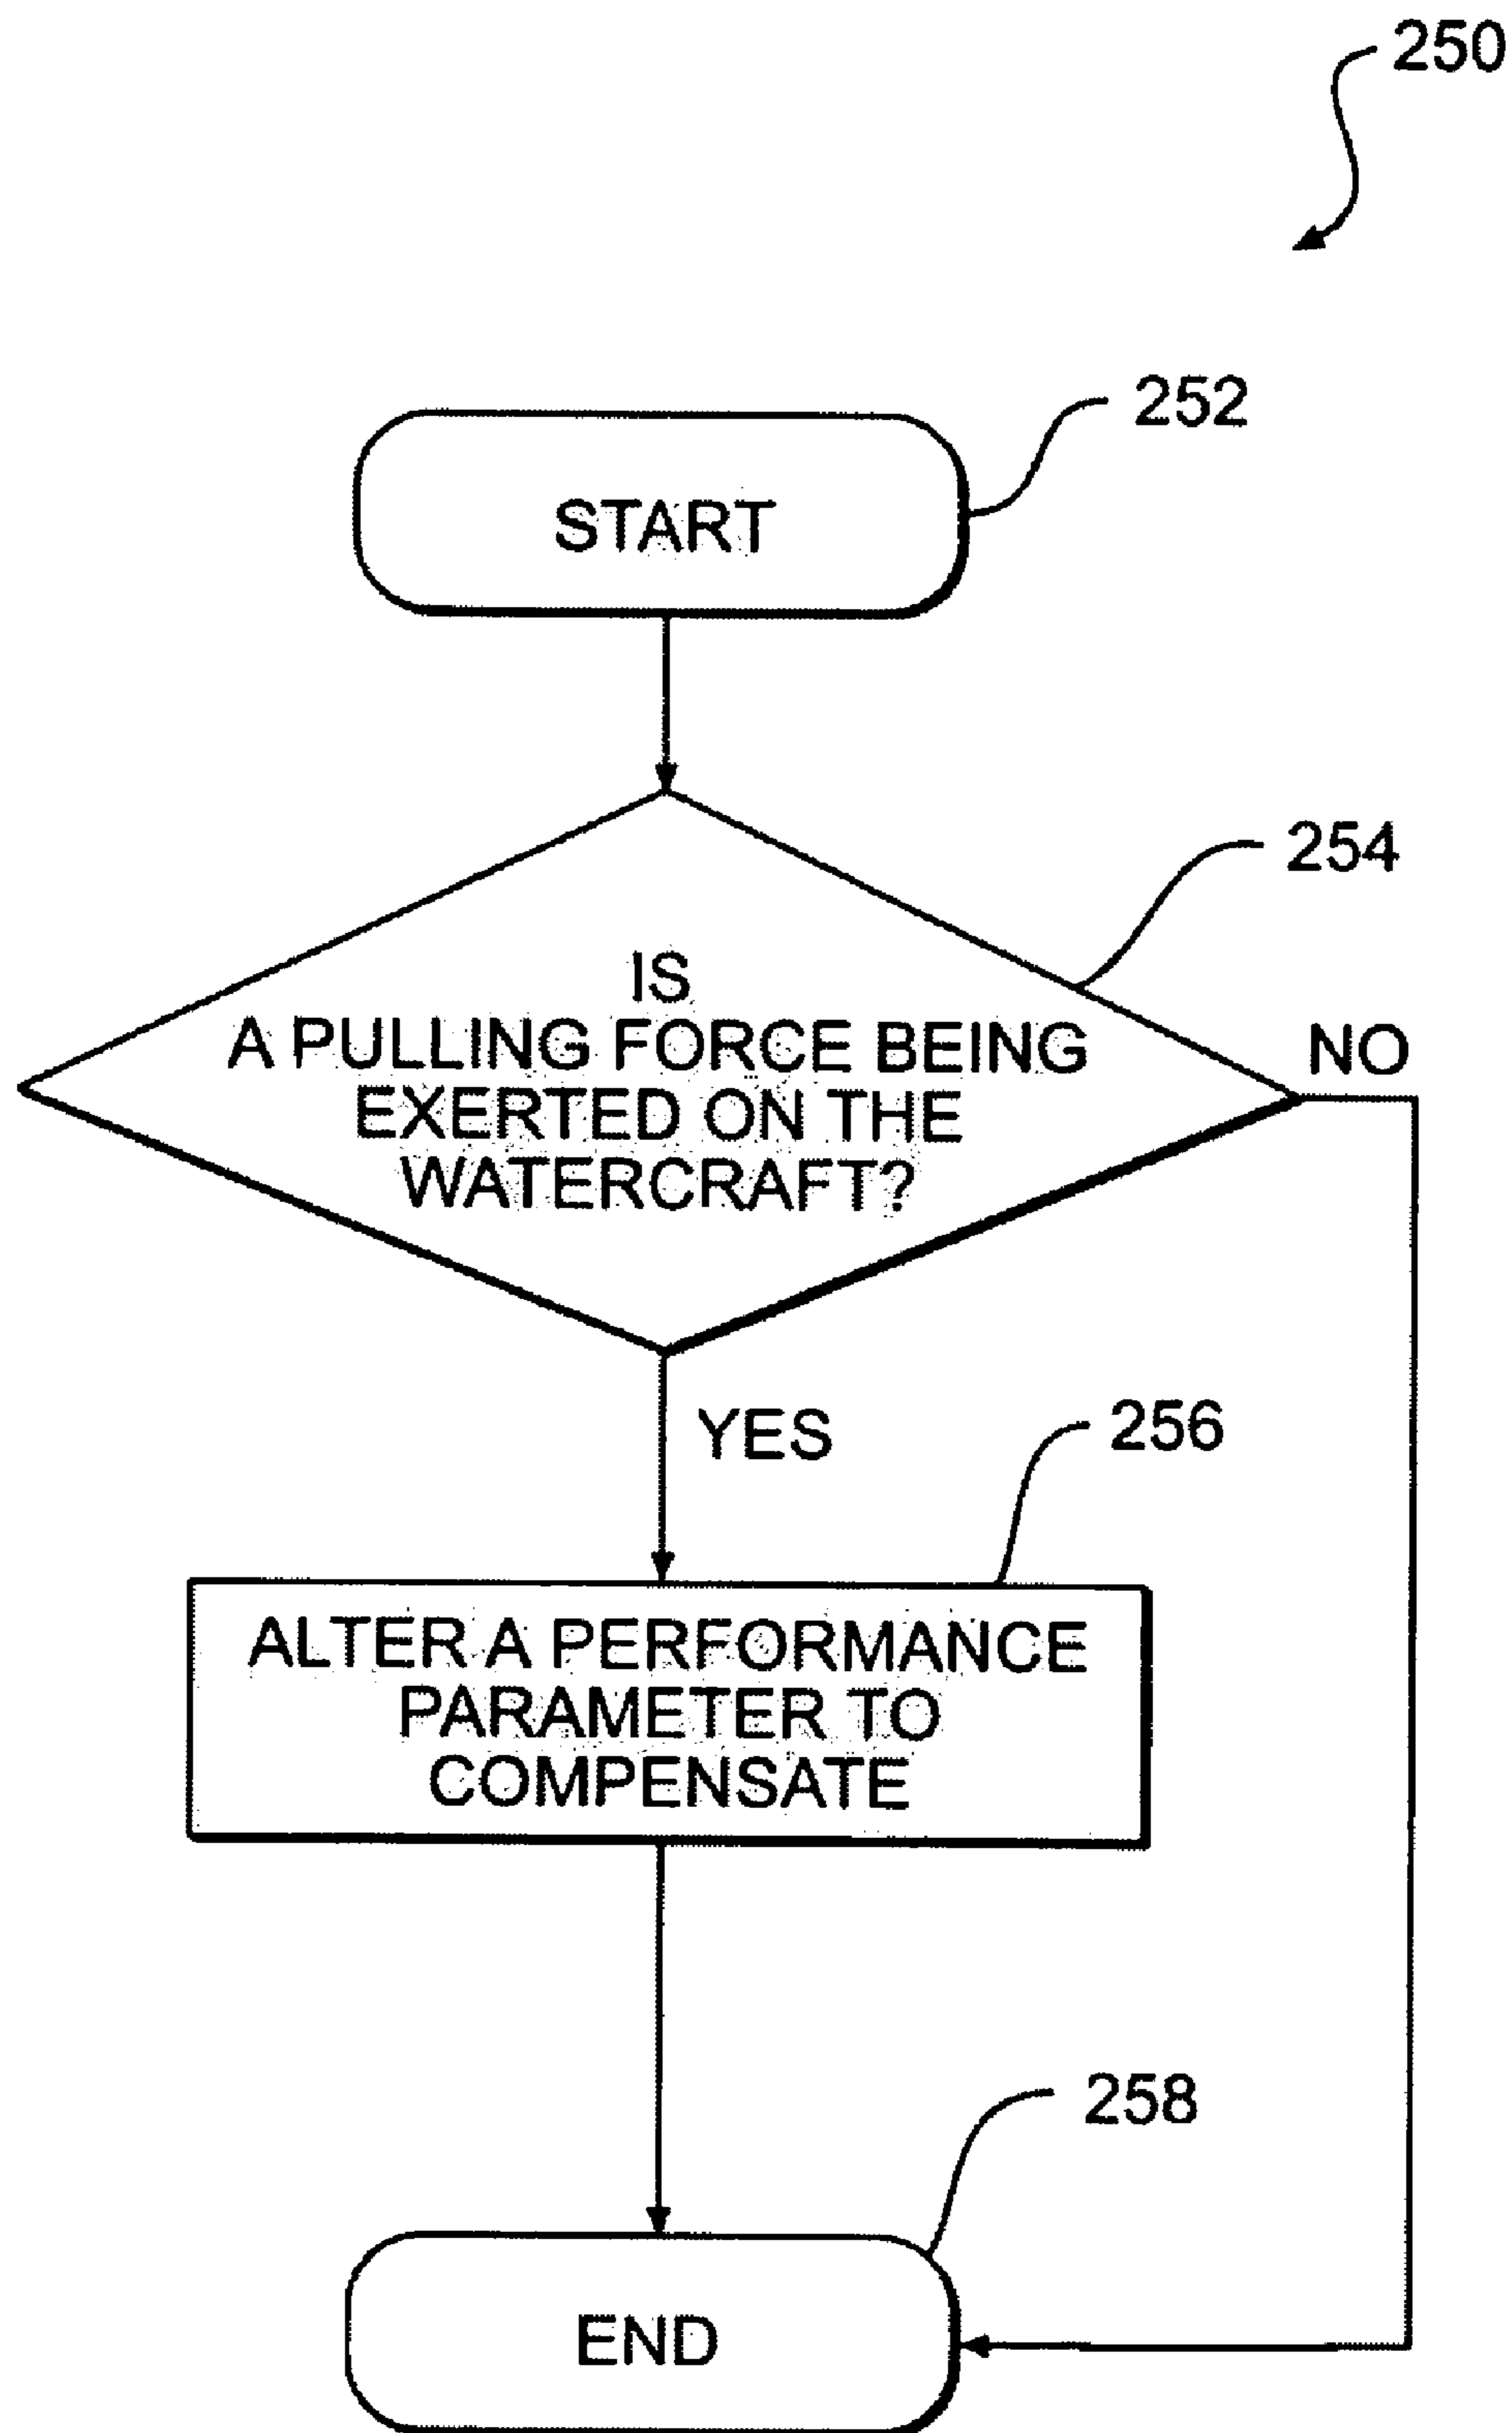 250
252
START
254
IS
A PULLING FORCE BEING
EXERTED ON THE
WATERCRAFT?
NO
YES
256
ALTER A PERFORMANCE
PARAMETER TO
COMPENSATE
258
END